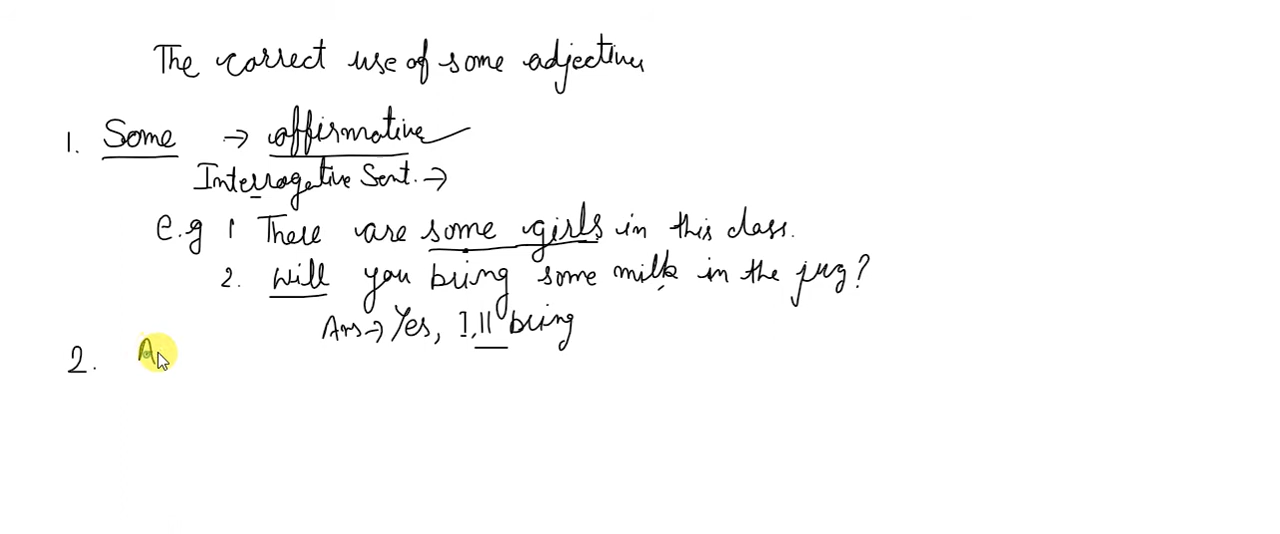 The correct use of some adjectives
1. Some → affirmative
Interrogative Sent. →
e.g 1 There are some girls in this class.
2. Will you bring some milk in the jug?
Ans → Yes, I'll bring
2. A